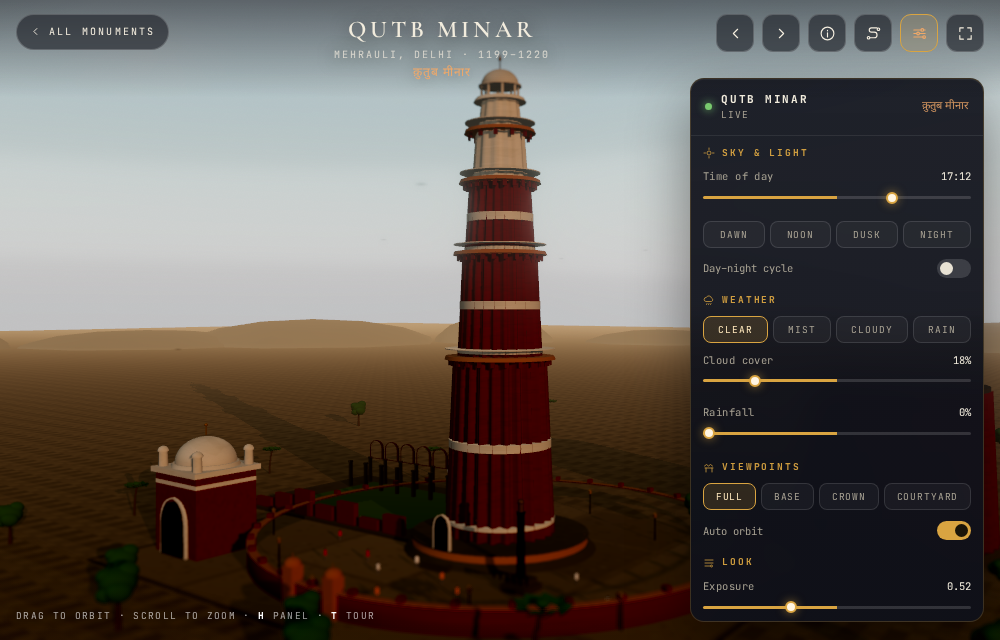 ALL MONUMENTS
QUTB MINAR
MEHRAULI, DELHI · 1199–1220
क़ुतुब मीनार
QUTB MINAR
LIVE
क़ुतुब मीनार
SKY & LIGHT
Time of day 17:12
DAWN NOON DUSK NIGHT
Day–night cycle
WEATHER
CLEAR MIST CLOUDY RAIN
Cloud cover 18%
Rainfall 0%
VIEWPOINTS
FULL BASE CROWN COURTYARD
Auto orbit
LOOK
Exposure 0.52
DRAG TO ORBIT · SCROLL TO ZOOM · H PANEL · T TOUR